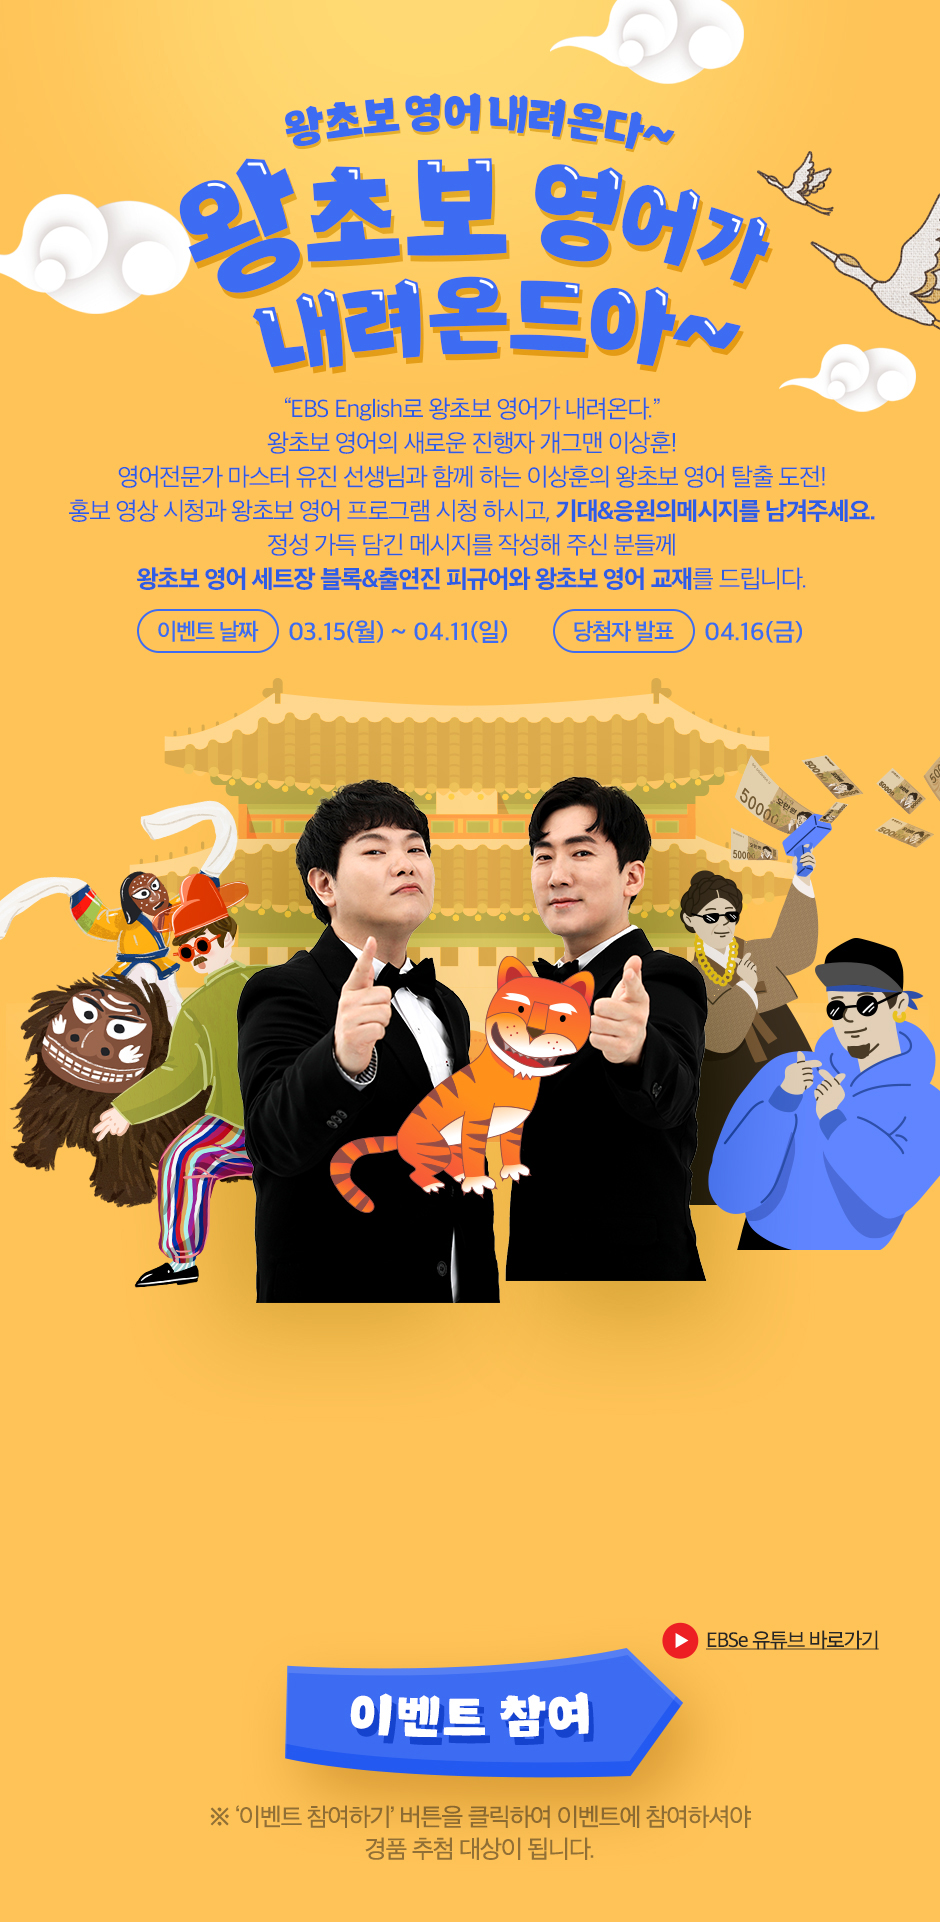 왕초보 영어 내려온다~
왕초보 영어가
내려온드아~
“EBS English로 왕초보 영어가 내려온다.”
왕초보 영어의 새로운 진행자 개그맨 이상훈!
영어전문가 마스터 유진 선생님과 함께 하는 이상훈의 왕초보 영어 탈출 도전!
홍보 영상 시청과 왕초보 영어 프로그램 시청 하시고, 기대&응원의메시지를 남겨주세요.
정성 가득 담긴 메시지를 작성해 주신 분들께
왕초보 영어 세트장 블록&출연진 피규어와 왕초보 영어 교재를 드립니다.
이벤트 날짜 03.15(월) ~ 04.11(일) 당첨자 발표 04.16(금)
50000 오만원
50000
50000
50000
50000
EBSe 유튜브 바로가기
이벤트 참여
※ ‘이벤트 참여하기’ 버튼을 클릭하여 이벤트에 참여하셔야
경품 추첨 대상이 됩니다.